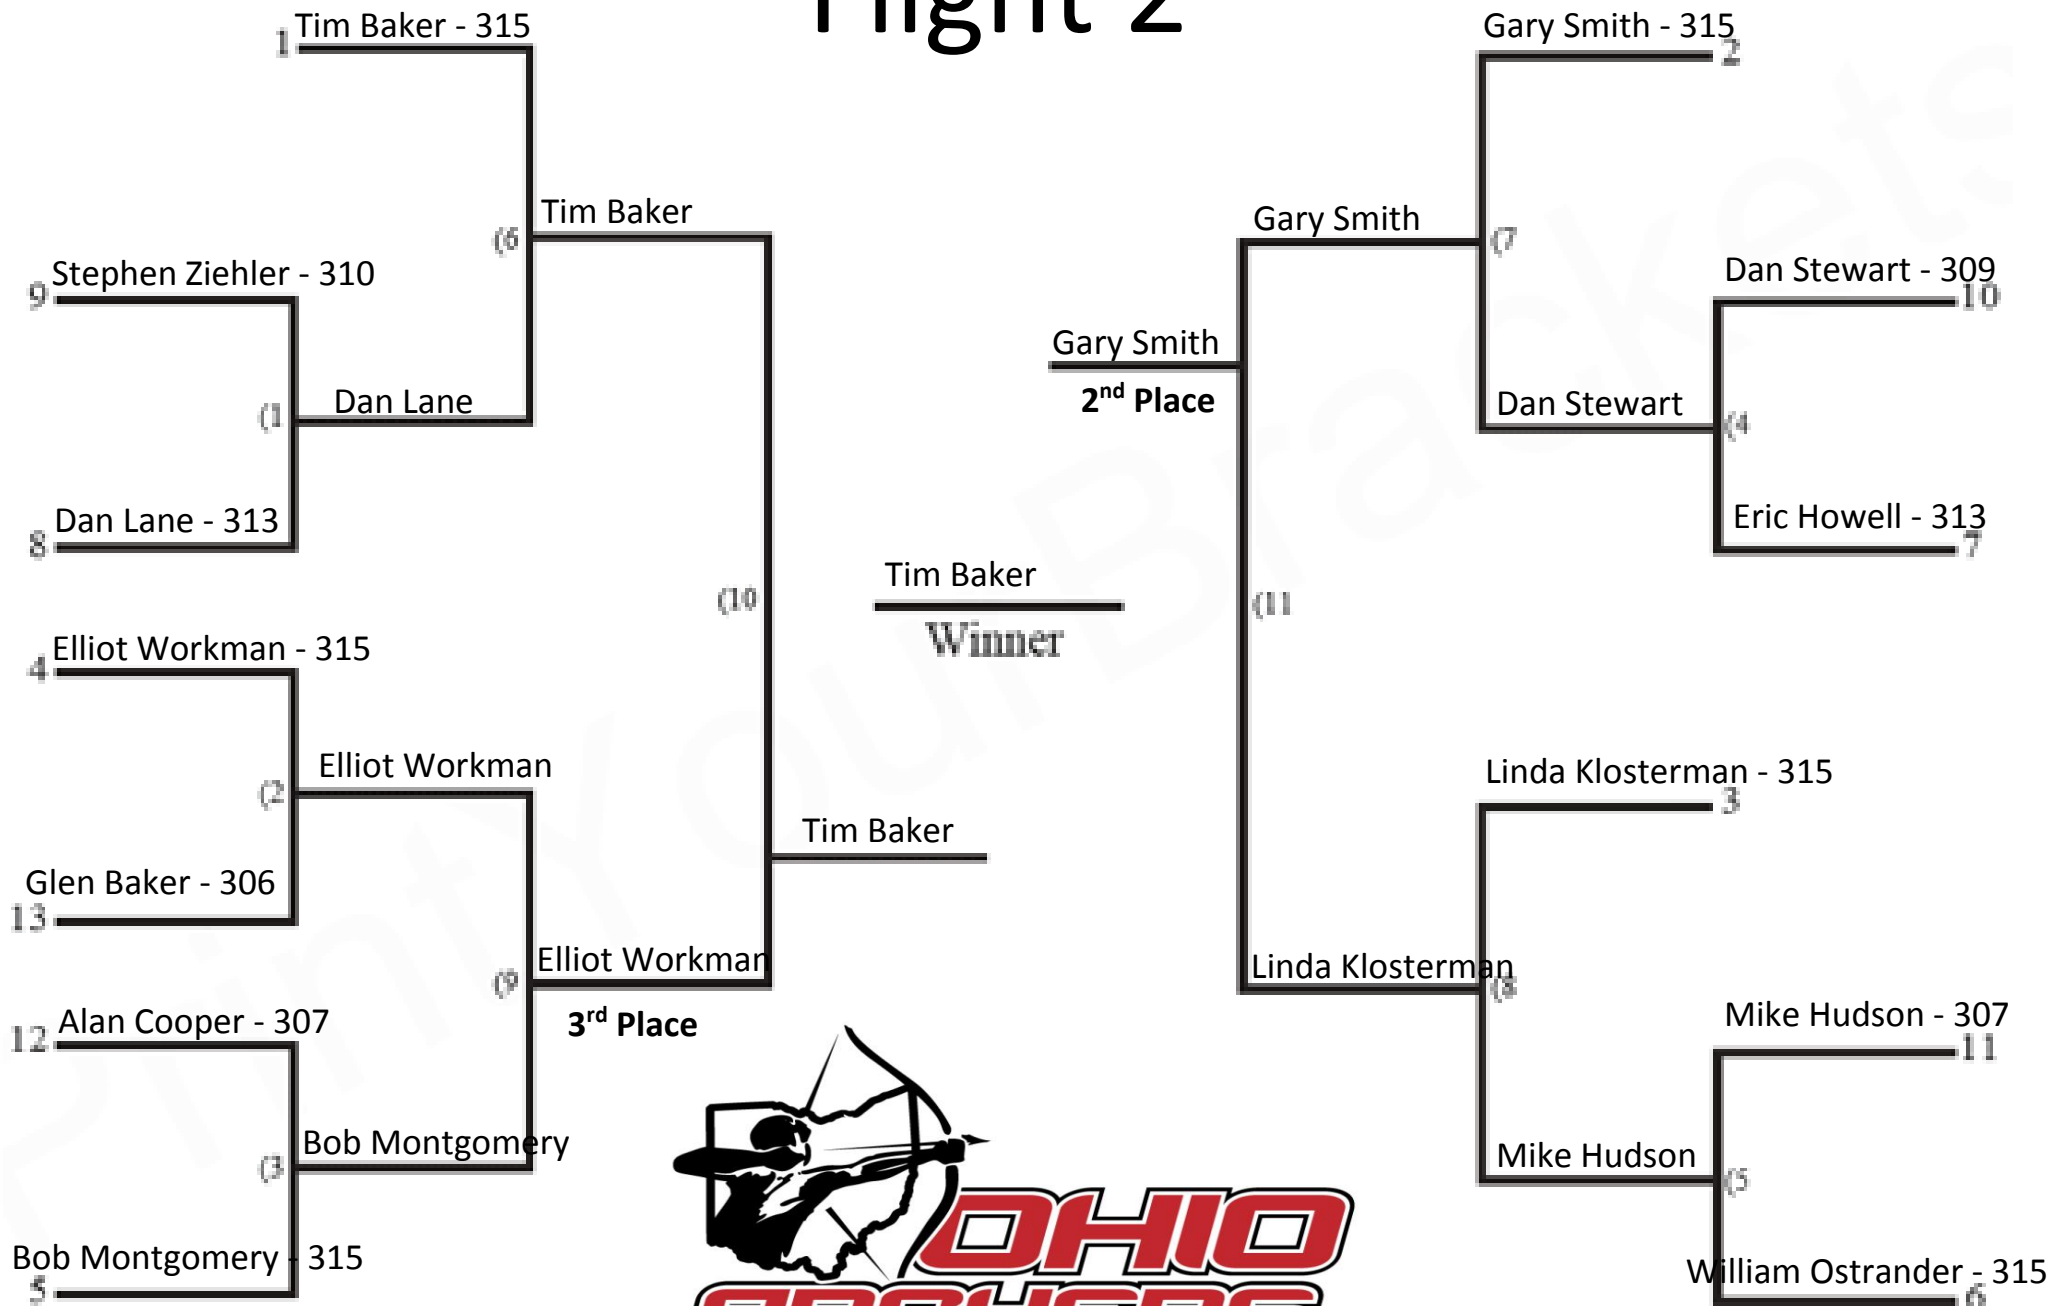 Flight 2
Tim Baker - 315
1
Gary Smith - 315
2
Tim Baker
(6
Gary Smith
(7
Stephen Ziehler - 310
9
Dan Stewart - 309
10
Gary Smith
2nd Place
Dan Lane
(1
Dan Stewart
(4
Dan Lane - 313
8
Eric Howell - 313
7
(10
Tim Baker
Winner
(11
Elliot Workman - 315
4
Elliot Workman
(2
Linda Klosterman - 315
3
Tim Baker
Glen Baker - 306
13
Elliot Workman
(9
3rd Place
Linda Klosterman
(8
Alan Cooper - 307
12
Mike Hudson - 307
11
Bob Montgomery
(3
Mike Hudson
(5
Bob Montgomery - 315
5
William Ostrander - 315
6
OHIO
ARCHERS
PrintYourBrackets